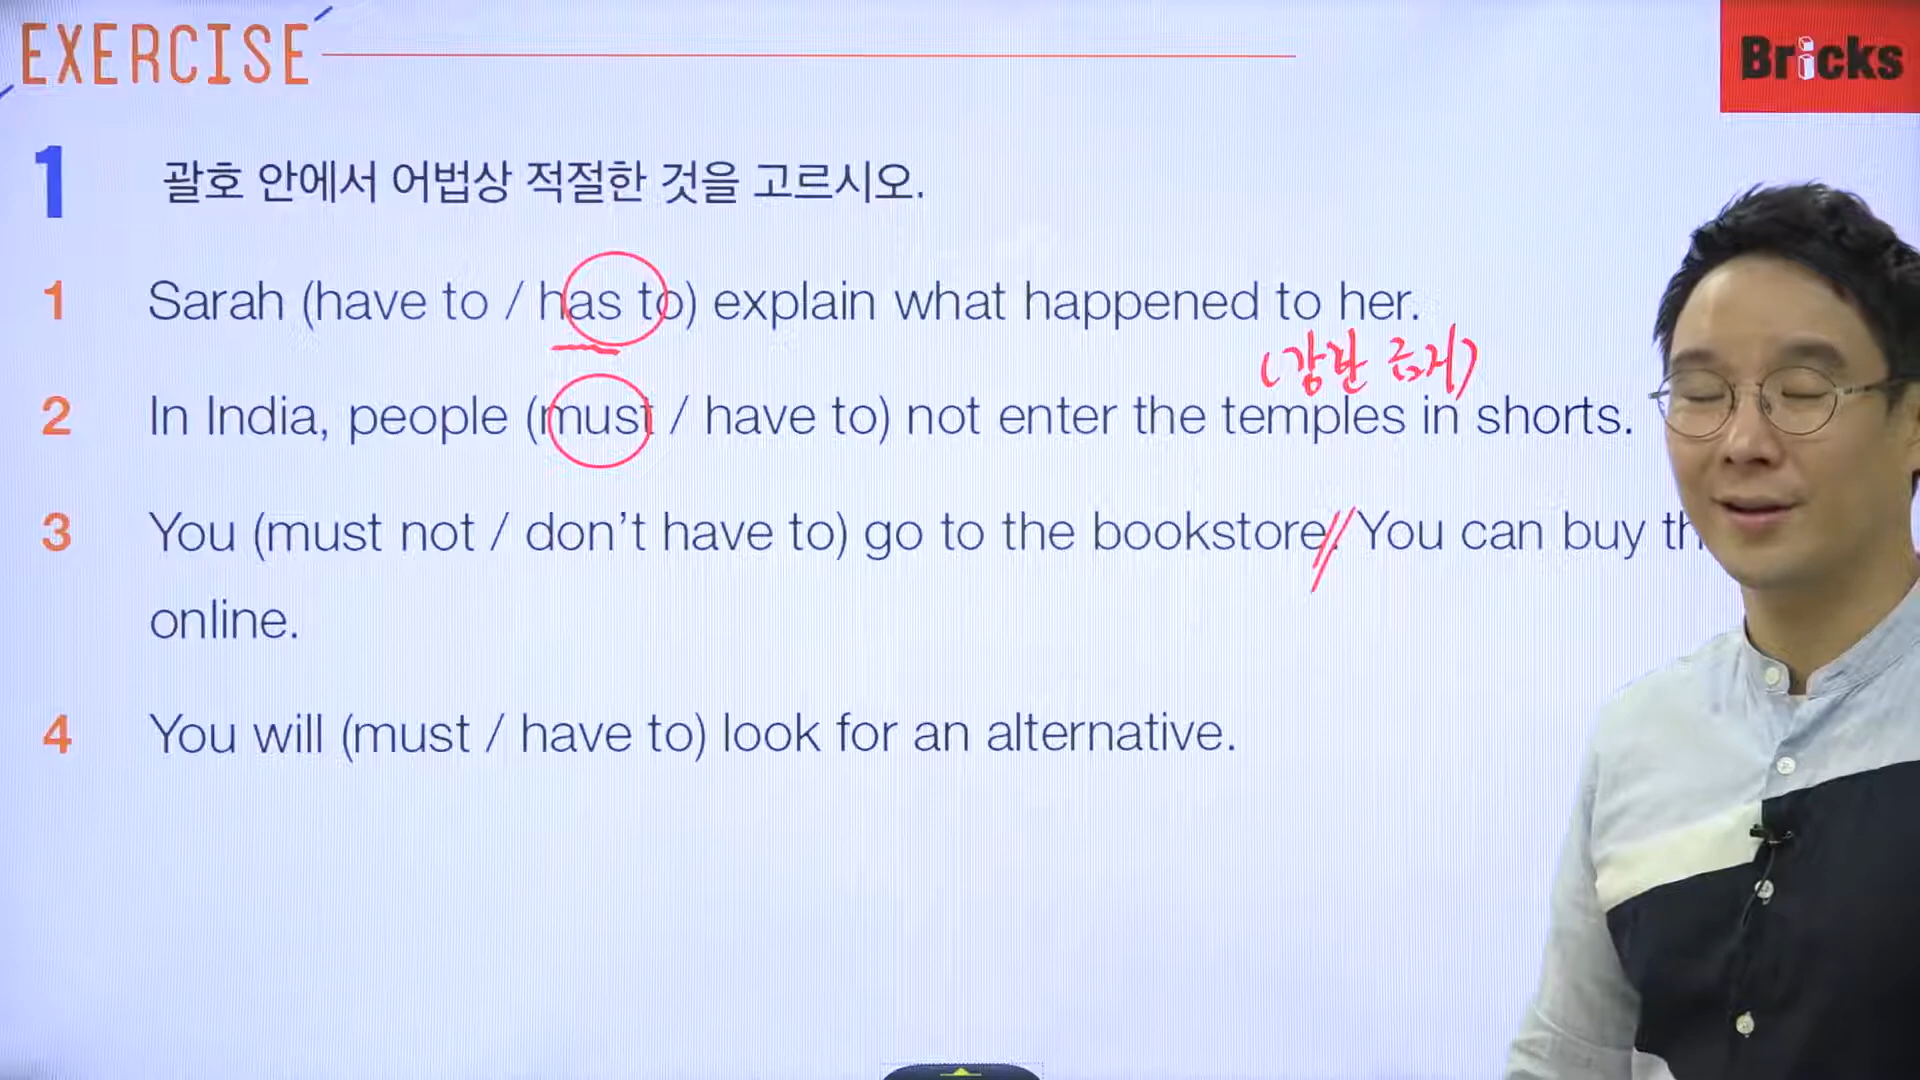 EXERCISE
Bricks
1 괄호 안에서 어법상 적절한 것을 고르시오.
1 Sarah (have to / has to) explain what happened to her.
(강한 금지)
2 In India, people (must / have to) not enter the temples in shorts.
3 You (must not / don't have to) go to the bookstore. You can buy th
online.
4 You will (must / have to) look for an alternative.